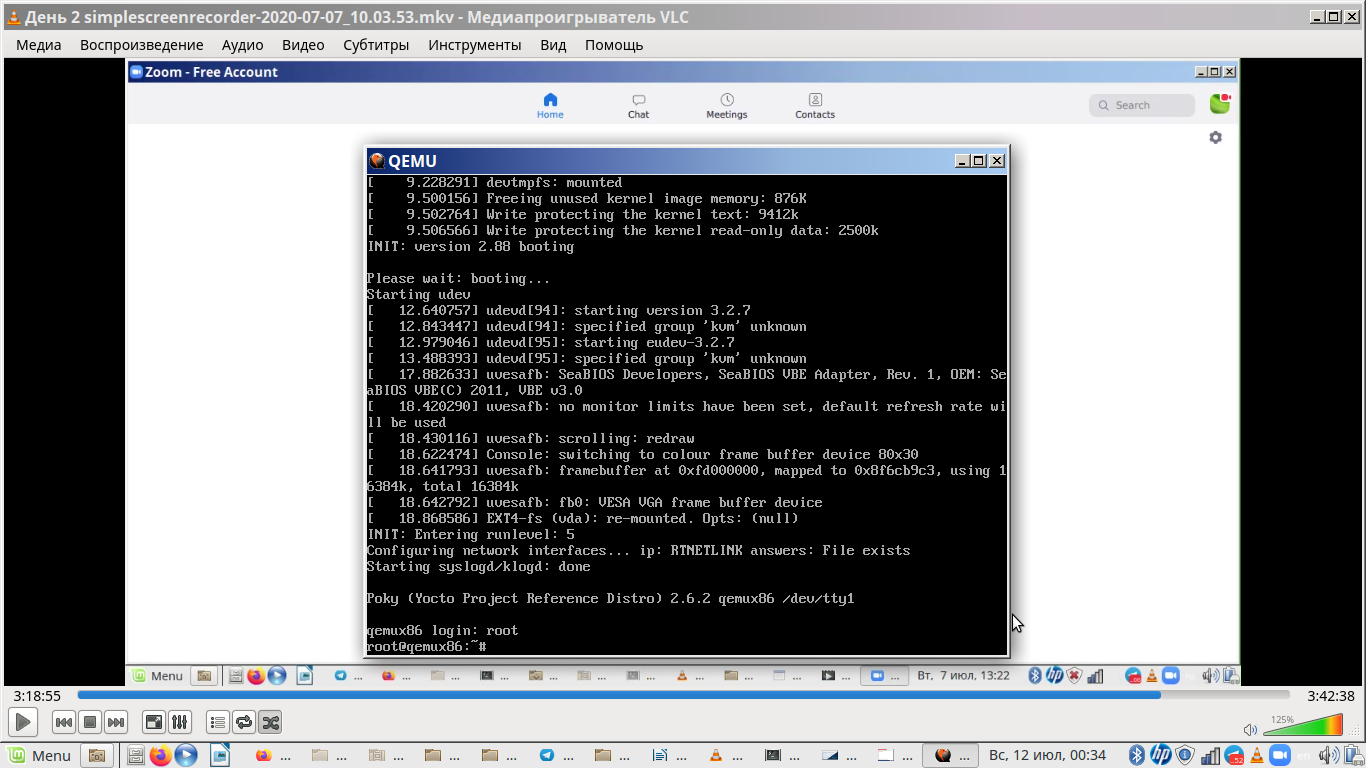 День 2 simplescreenrecorder-2020-07-07_10.03.53.mkv - Медиапроигрыватель VLC
Медиа Воспроизведение Аудио Видео Субтитры Инструменты Вид Помощь
Zoom - Free Account
Home Chat Meetings Contacts Search
QEMU
[    9.228291] devtmpfs: mounted
[    9.500156] Freeing unused kernel image memory: 876K
[    9.502764] Write protecting the kernel text: 9412k
[    9.506566] Write protecting the kernel read-only data: 2500k
INIT: version 2.88 booting
Please wait: booting...
Starting udev
[   12.640757] udevd[94]: starting version 3.2.7
[   12.843447] udevd[94]: specified group 'kvm' unknown
[   12.979046] udevd[95]: starting eudev-3.2.7
[   13.488393] udevd[95]: specified group 'kvm' unknown
[   17.882633] uvesafb: SeaBIOS Developers, SeaBIOS VBE Adapter, Rev. 1, OEM: Se
aBIOS VBE(C) 2011, VBE v3.0
[   18.420290] uvesafb: no monitor limits have been set, default refresh rate wi
ll be used
[   18.430116] uvesafb: scrolling: redraw
[   18.622474] Console: switching to colour frame buffer device 80x30
[   18.641793] uvesafb: framebuffer at 0xfd000000, mapped to 0x8f6cb9c3, using 1
6384k, total 16384k
[   18.642792] uvesafb: fb0: VESA VGA frame buffer device
[   18.868586] EXT4-fs (vda): re-mounted. Opts: (null)
INIT: Entering runlevel: 5
Configuring network interfaces... ip: RTNETLINK answers: File exists
Starting syslogd/klogd: done
Poky (Yocto Project Reference Distro) 2.6.2 qemux86 /dev/tty1
qemux86 login: root
root@qemux86:~#
Menu ... ... ... ... ... ... ... ... ... ... ... Вт, 7 июл, 13:22
3:18:55 3:42:38
125%
Menu ... ... ... ... ... ... ... ... ... ... ... ... ... Вс, 12 июл, 00:34 52 en